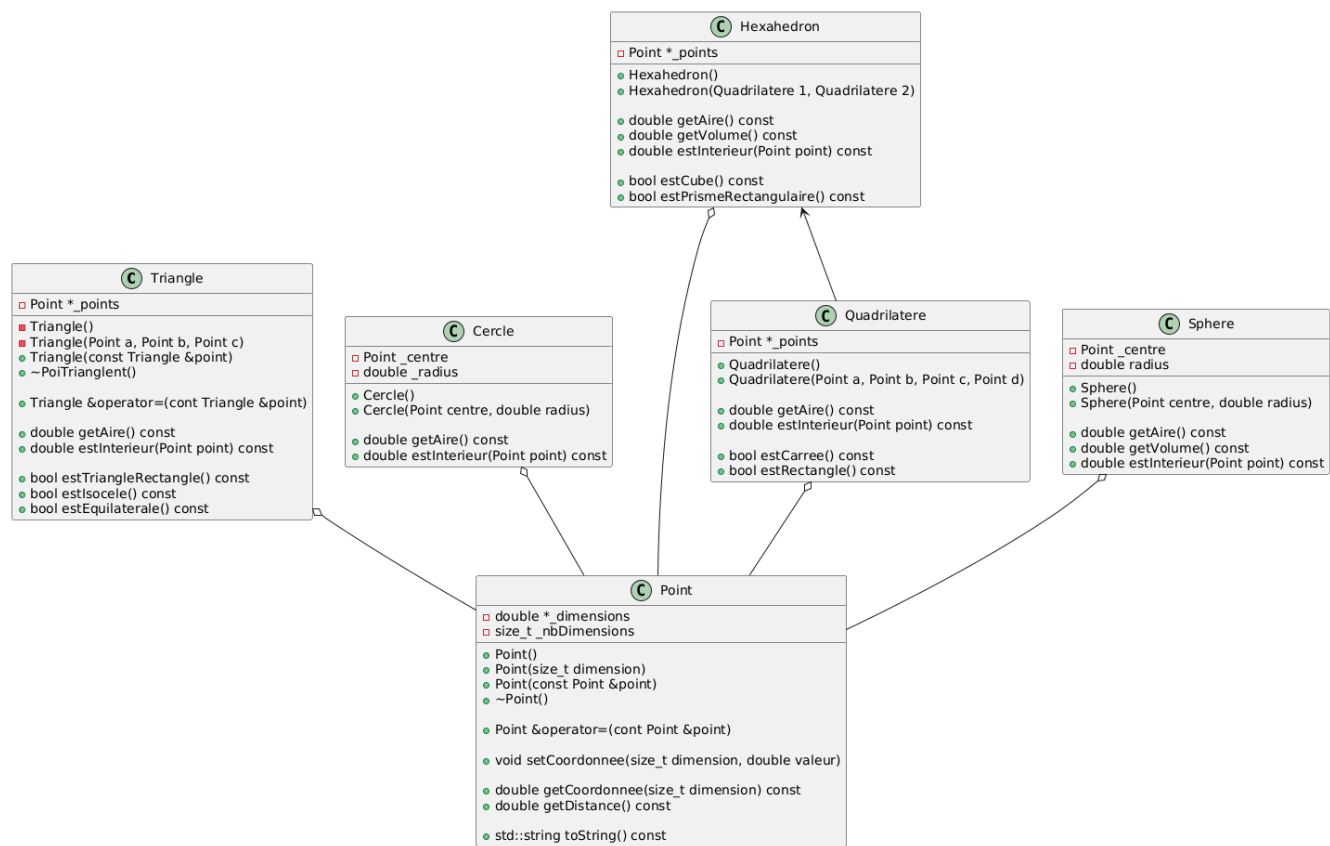 C Hexahedron
Point *_points
Hexahedron()
Hexahedron(Quadrilatere 1, Quadrilatere 2)
double getAire() const
double getVolume() const
double estInterieur(Point point) const
bool estCube() const
bool estPrismeRectangulaire() const
C Triangle
Point *_points
Triangle()
Triangle(Point a, Point b, Point c)
Triangle(const Triangle &point)
~PoiTrianglent()
Triangle &operator=(cont Triangle &point)
double getAire() const
double estInterieur(Point point) const
bool estTriangleRectangle() const
bool estIsocele() const
bool estEquilaterale() const
C Cercle
Point _centre
double _radius
Cercle()
Cercle(Point centre, double radius)
double getAire() const
double estInterieur(Point point) const
C Quadrilatere
Point *_points
Quadrilatere()
Quadrilatere(Point a, Point b, Point c, Point d)
double getAire() const
double estInterieur(Point point) const
bool estCarree() const
bool estRectangle() const
C Sphere
Point _centre
double radius
Sphere()
Sphere(Point centre, double radius)
double getAire() const
double getVolume() const
double estInterieur(Point point) const
C Point
double *_dimensions
size_t _nbDimensions
Point()
Point(size_t dimension)
Point(const Point &point)
~Point()
Point &operator=(cont Point &point)
void setCoordonnee(size_t dimension, double valeur)
double getCoordonnee(size_t dimension) const
double getDistance() const
std::string toString() const